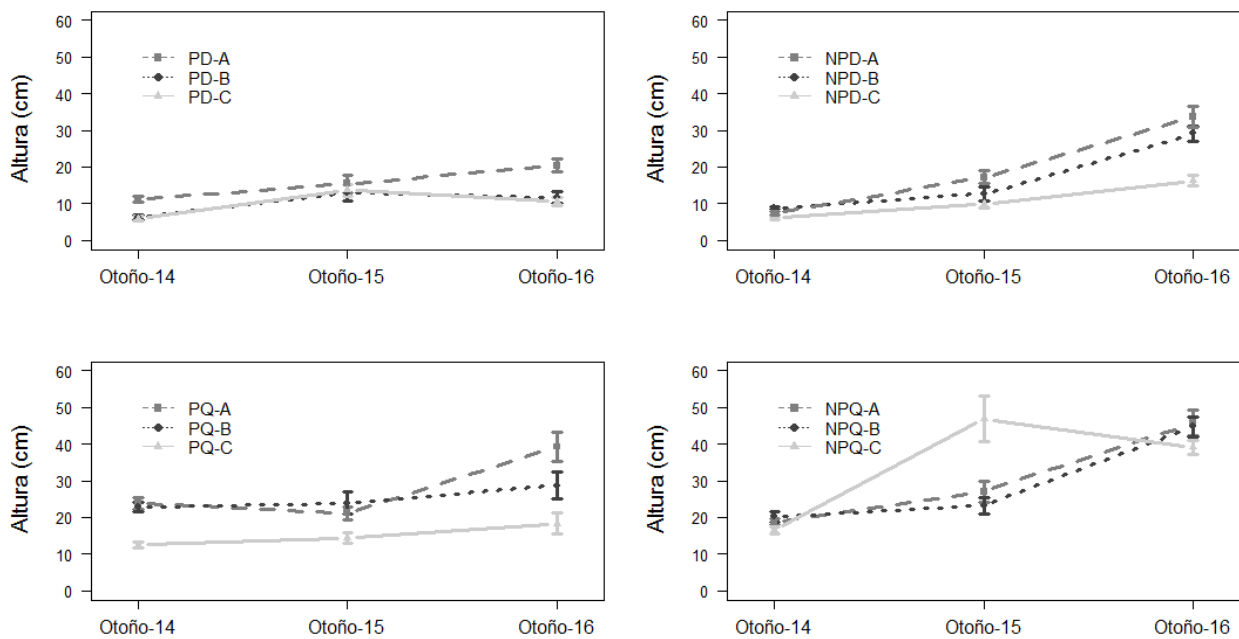 Altura (cm)
60
50
40
30
20
10
0
PD-A
PD-B
PD-C
Otoño-14 Otoño-15 Otoño-16
Altura (cm)
60
50
40
30
20
10
0
NPD-A
NPD-B
NPD-C
Otoño-14 Otoño-15 Otoño-16
Altura (cm)
60
50
40
30
20
10
0
PQ-A
PQ-B
PQ-C
Otoño-14 Otoño-15 Otoño-16
Altura (cm)
60
50
40
30
20
10
0
NPQ-A
NPQ-B
NPQ-C
Otoño-14 Otoño-15 Otoño-16